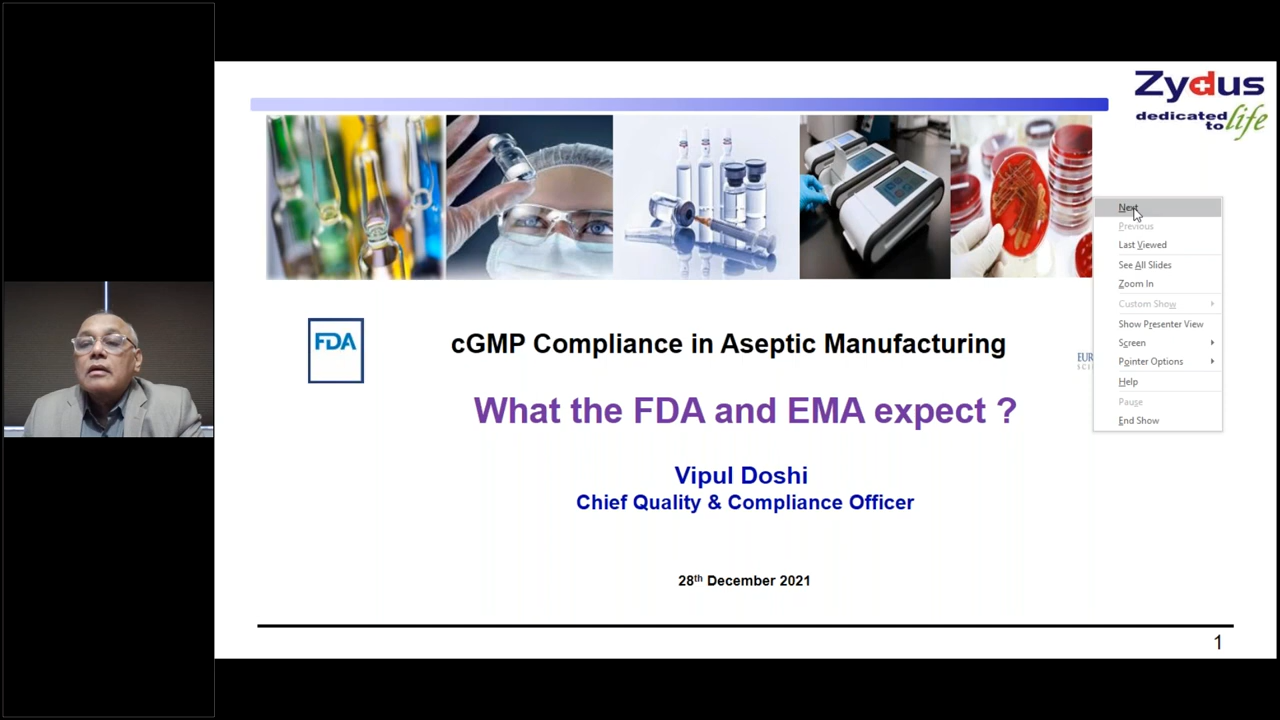 Zydus
dedicated
to life
FDA
cGMP Compliance in Aseptic Manufacturing
What the FDA and EMA expect ?
Vipul Doshi
Chief Quality & Compliance Officer
28th December 2021
1
Next
Previous
Last Viewed
See All Slides
Zoom In
Custom Show
Show Presenter View
Screen
Pointer Options
Help
Pause
End Show